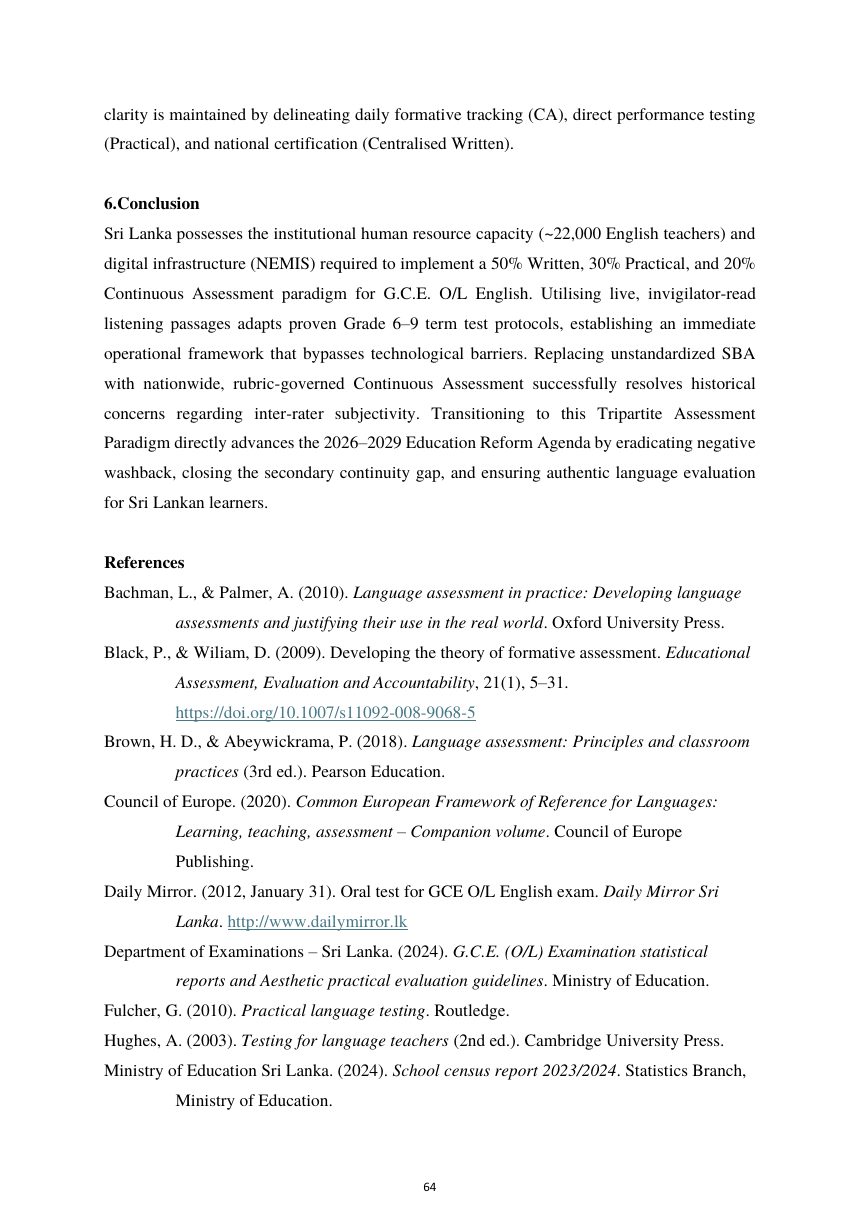 clarity is maintained by delineating daily formative tracking (CA), direct performance testing
(Practical), and national certification (Centralised Written).
6.Conclusion
Sri Lanka possesses the institutional human resource capacity (~22,000 English teachers) and
digital infrastructure (NEMIS) required to implement a 50% Written, 30% Practical, and 20%
Continuous Assessment paradigm for G.C.E. O/L English. Utilising live, invigilator-read
listening passages adapts proven Grade 6–9 term test protocols, establishing an immediate
operational framework that bypasses technological barriers. Replacing unstandardized SBA
with nationwide, rubric-governed Continuous Assessment successfully resolves historical
concerns regarding inter-rater subjectivity. Transitioning to this Tripartite Assessment
Paradigm directly advances the 2026–2029 Education Reform Agenda by eradicating negative
washback, closing the secondary continuity gap, and ensuring authentic language evaluation
for Sri Lankan learners.
References
Bachman, L., & Palmer, A. (2010). Language assessment in practice: Developing language
assessments and justifying their use in the real world. Oxford University Press.
Black, P., & Wiliam, D. (2009). Developing the theory of formative assessment. Educational
Assessment, Evaluation and Accountability, 21(1), 5–31.
https://doi.org/10.1007/s11092-008-9068-5
Brown, H. D., & Abeywickrama, P. (2018). Language assessment: Principles and classroom
practices (3rd ed.). Pearson Education.
Council of Europe. (2020). Common European Framework of Reference for Languages:
Learning, teaching, assessment – Companion volume. Council of Europe
Publishing.
Daily Mirror. (2012, January 31). Oral test for GCE O/L English exam. Daily Mirror Sri
Lanka. http://www.dailymirror.lk
Department of Examinations – Sri Lanka. (2024). G.C.E. (O/L) Examination statistical
reports and Aesthetic practical evaluation guidelines. Ministry of Education.
Fulcher, G. (2010). Practical language testing. Routledge.
Hughes, A. (2003). Testing for language teachers (2nd ed.). Cambridge University Press.
Ministry of Education Sri Lanka. (2024). School census report 2023/2024. Statistics Branch,
Ministry of Education.
64